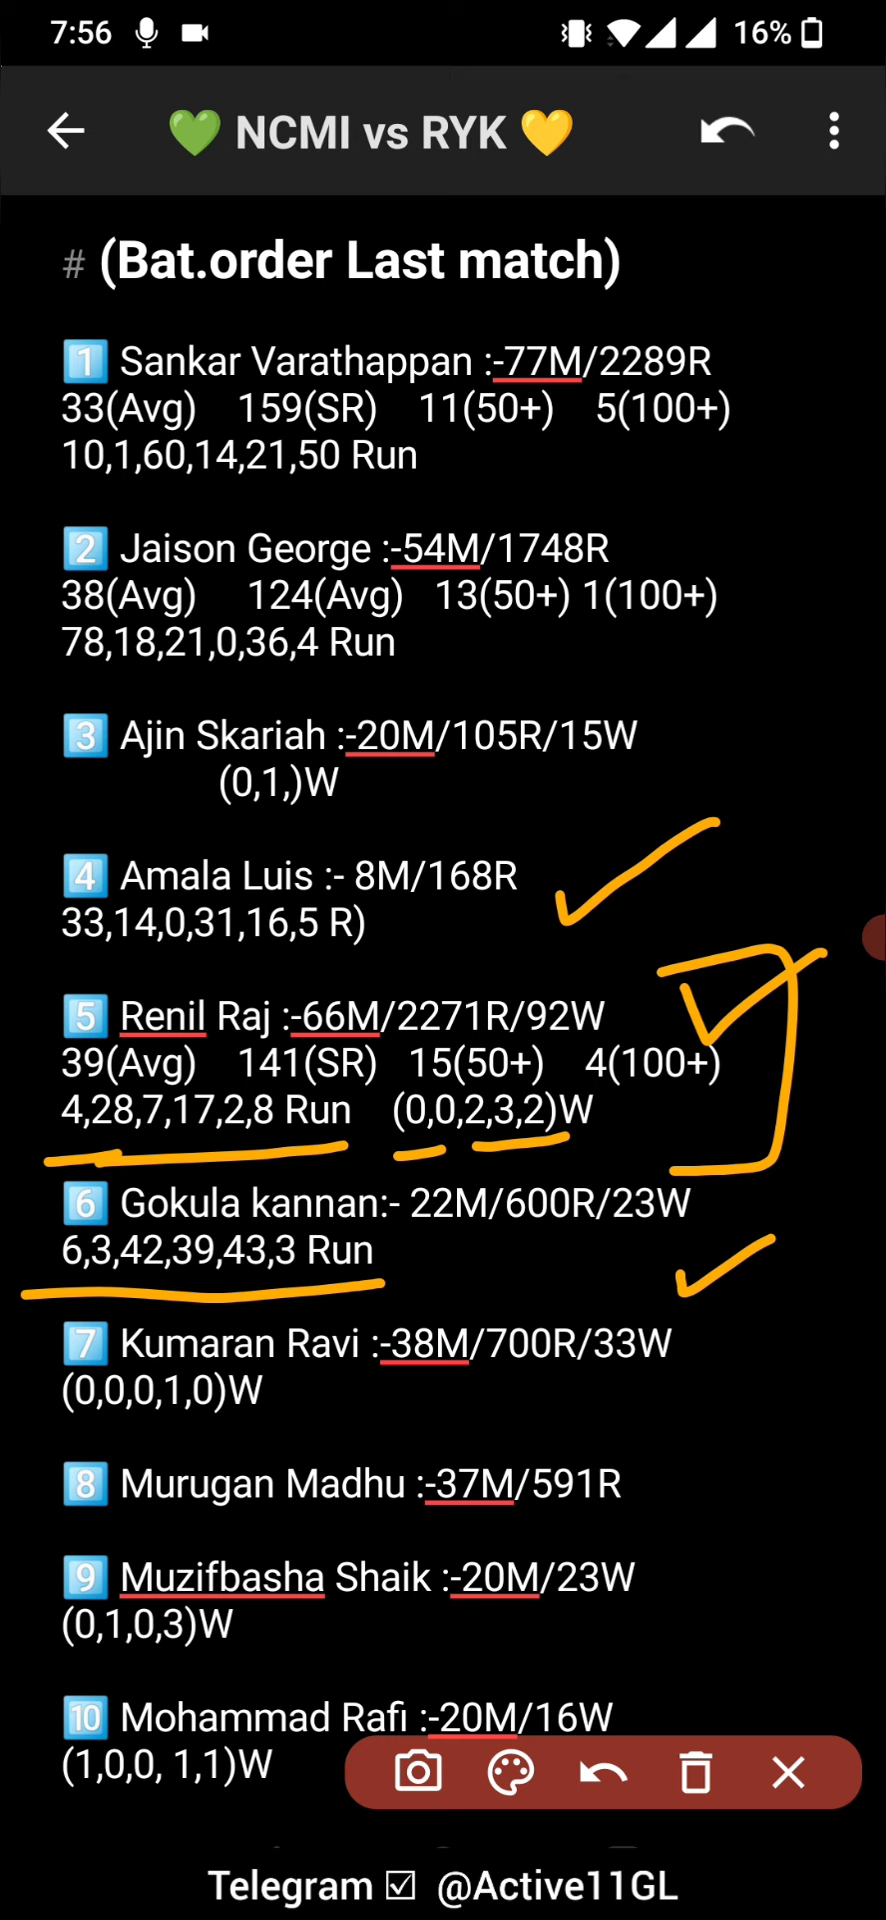 7:56 16%
💚 NCMI vs RYK 💛
# (Bat.order Last match)
1️⃣ Sankar Varathappan :-77M/2289R
33(Avg) 159(SR) 11(50+) 5(100+)
10,1,60,14,21,50 Run
2️⃣ Jaison George :-54M/1748R
38(Avg) 124(Avg) 13(50+) 1(100+)
78,18,21,0,36,4 Run
3️⃣ Ajin Skariah :-20M/105R/15W
(0,1,)W
4️⃣ Amala Luis :- 8M/168R
33,14,0,31,16,5 R)
5️⃣ Renil Raj :-66M/2271R/92W
39(Avg) 141(SR) 15(50+) 4(100+)
4,28,7,17,2,8 Run (0,0,2,3,2)W
6️⃣ Gokula kannan:- 22M/600R/23W
6,3,42,39,43,3 Run
7️⃣ Kumaran Ravi :-38M/700R/33W
(0,0,0,1,0)W
8️⃣ Murugan Madhu :-37M/591R
9️⃣ Muzifbasha Shaik :-20M/23W
(0,1,0,3)W
🔟 Mohammad Rafi :-20M/16W
(1,0,0, 1,1)W
Telegram ☑ @Active11GL